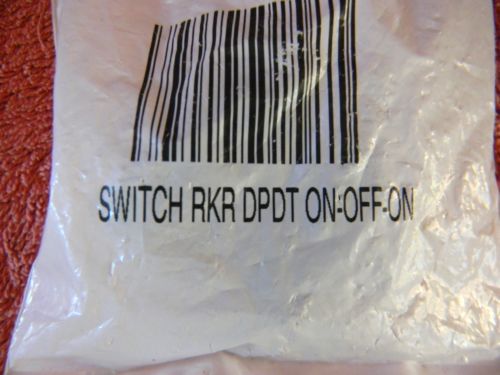 SWITCH RKR DPDT ON-OFF-ON